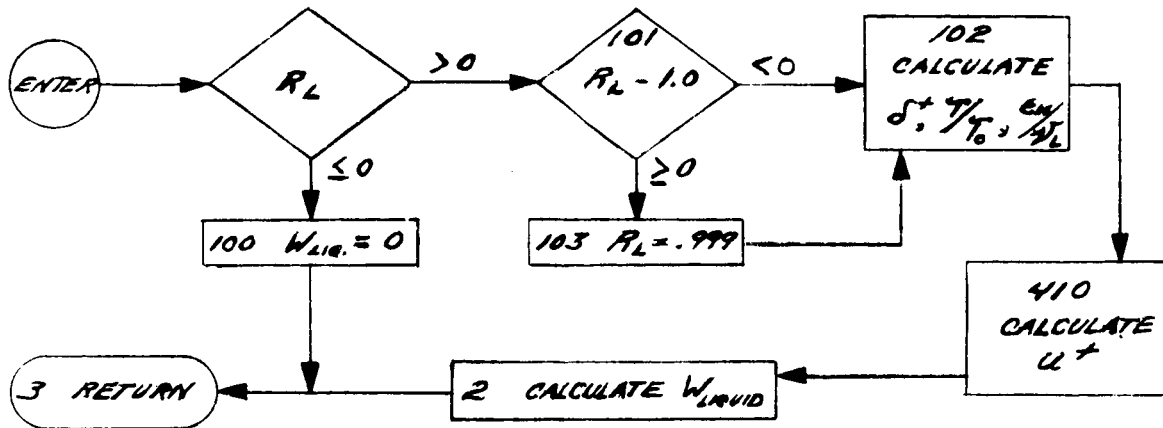 ENTER
R_L
>0
≤0
101
R_L - 1.0
<0
≥0
102
CALCULATE
δ⁺, τ/τ₀, εм/ν_L
100 W_LIQ. = 0
103 R_L = .999
410
CALCULATE
u⁺
2 CALCULATE W_LIQUID
3 RETURN